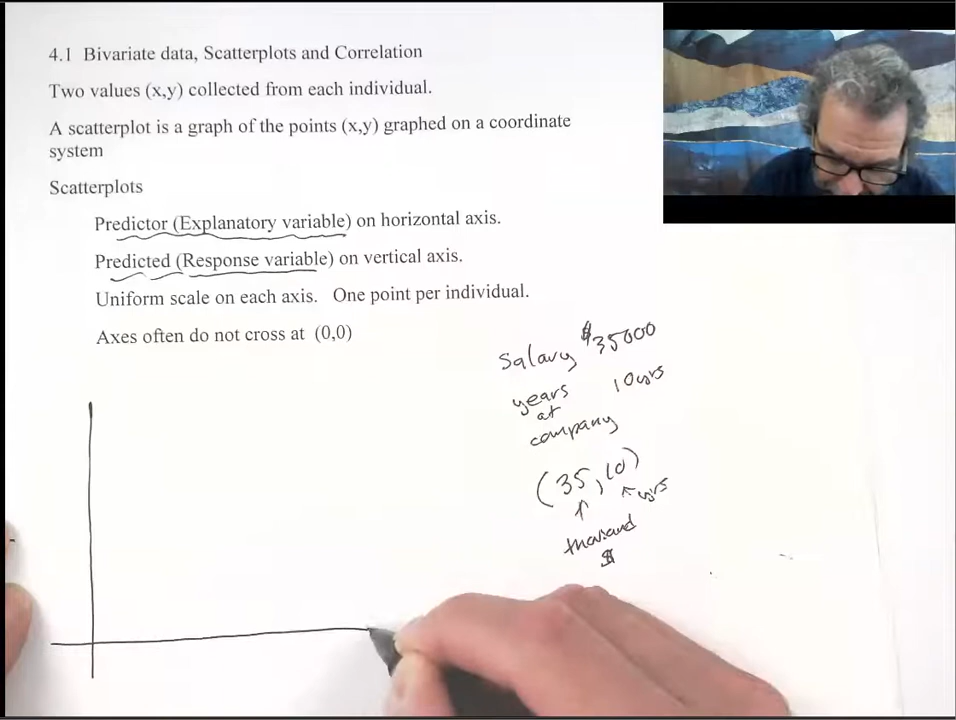 4.1 Bivariate data, Scatterplots and Correlation
Two values (x,y) collected from each individual.
A scatterplot is a graph of the points (x,y) graphed on a coordinate
system
Scatterplots
Predictor (Explanatory variable) on horizontal axis.
Predicted (Response variable) on vertical axis.
Uniform scale on each axis. One point per individual.
Axes often do not cross at (0,0)
Salary $35000
years 10yrs
at
company
(35,10)
↑ ↑ yrs
thousand
$